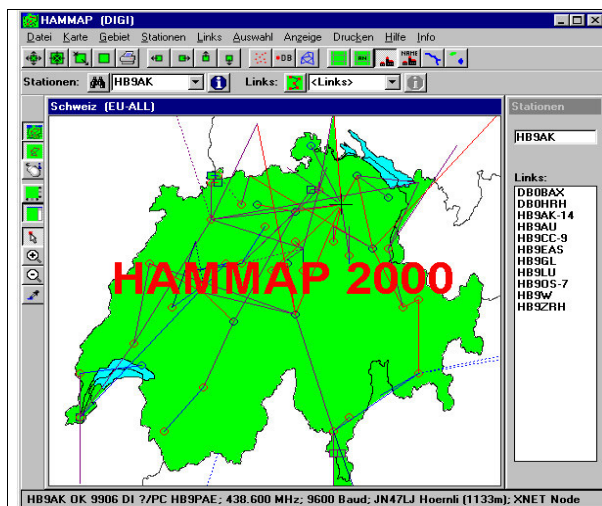 HAMMAP (DIGI)
Datei Karte Gebiet Stationen Links Auswahl Anzeige Drucken Hilfe Info
DB NAME
Stationen: HB9AK Links: <Links>
Schweiz (EU-ALL)
Stationen
HB9AK
Links:
DB0BAX
DB0HRH
HB9AK-14
HB9AU
HB9CC-9
HB9EAS
HB9GL
HB9LU
HB9OS-7
HB9W
HB9ZRH
HAMMAP 2000
HB9AK OK 9906 DI ?/PC HB9PAE; 438.600 MHz; 9600 Baud; JN47LJ Hoernli (1133m); XNET Node